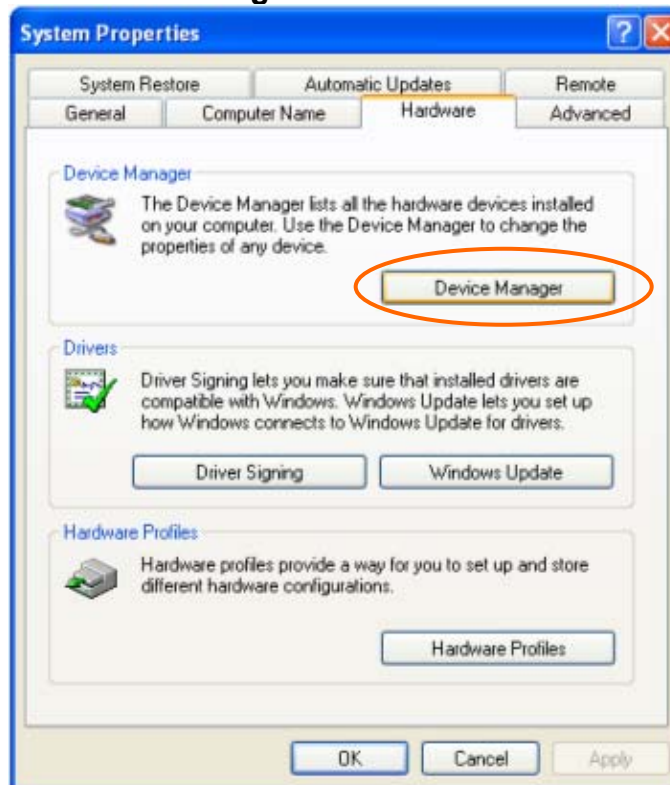 System Properties
System Restore Automatic Updates Remote
General Computer Name Hardware Advanced
Device Manager
The Device Manager lists all the hardware devices installed
on your computer. Use the Device Manager to change the
properties of any device.
Device Manager
Drivers
Driver Signing lets you make sure that installed drivers are
compatible with Windows. Windows Update lets you set up
how Windows connects to Windows Update for drivers.
Driver Signing Windows Update
Hardware Profiles
Hardware profiles provide a way for you to set up and store
different hardware configurations.
Hardware Profiles
OK Cancel Apply